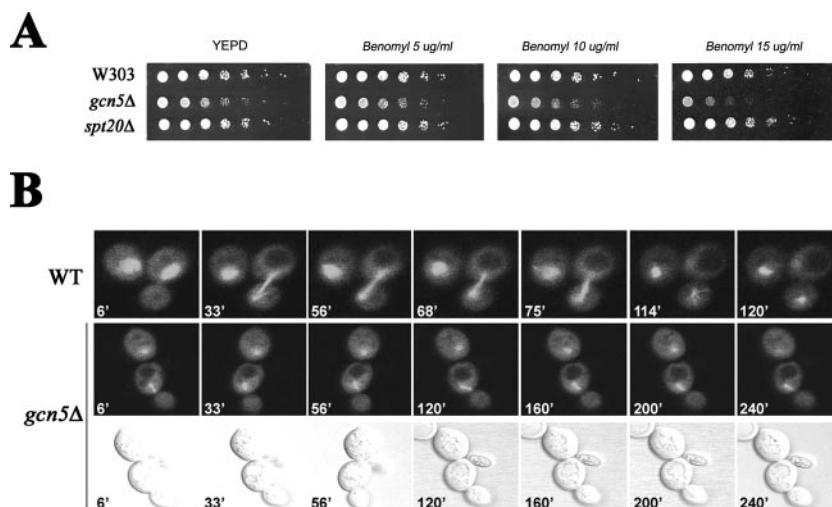 A
YEPD Benomyl 5 ug/ml Benomyl 10 ug/ml Benomyl 15 ug/ml
W303
gcn5Δ
spt20Δ
B
WT
6’ 33’ 56’ 68’ 75’ 114’ 120’
gcn5Δ
6’ 33’ 56’ 120’ 160’ 200’ 240’
6’ 33’ 56’ 120’ 160’ 200’ 240’